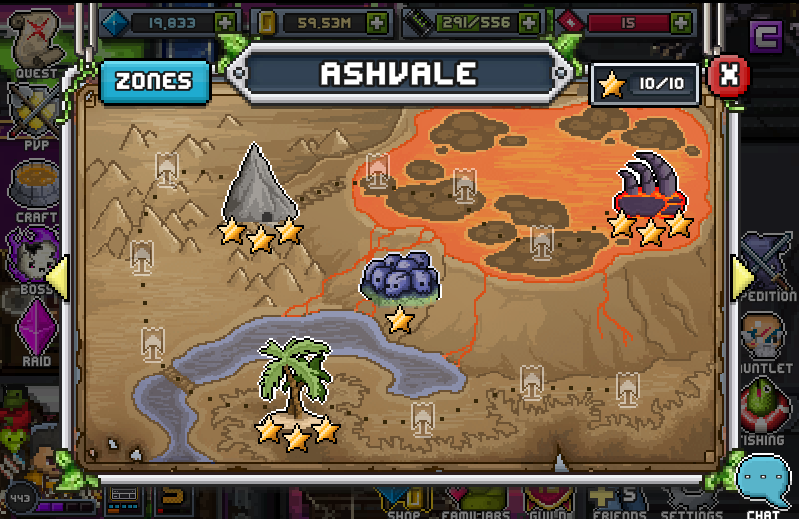 19,833
59.53M
291/556
15
C
QUEST
ZONES
ASHVALE
10/10
X
PVP
CRAFT
BOSS
PEDITION
RAID
UNTLET
FISHING
443
SHOP
FAMILIARS
GUILD
5
FRIENDS
SETTINGS
CHAT